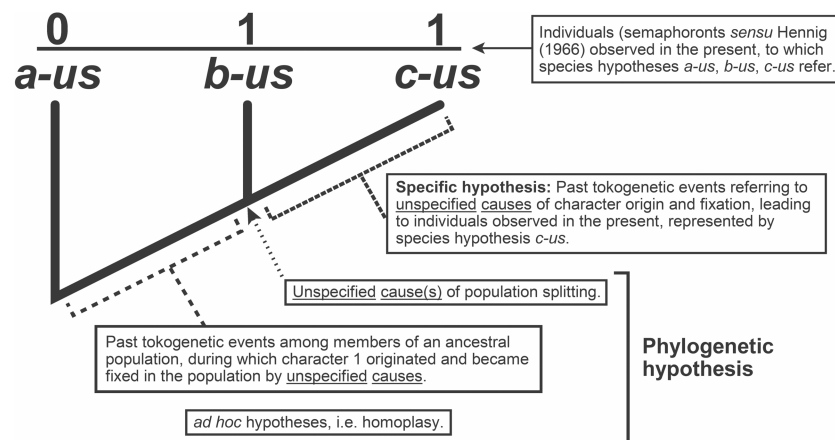 0 1 1
a-us b-us c-us
Individuals (semaphoronts sensu Hennig
(1966) observed in the present, to which
species hypotheses a-us, b-us, c-us refer.
Specific hypothesis: Past tokogenetic events referring to
unspecified causes of character origin and fixation, leading
to individuals observed in the present, represented by
species hypothesis c-us.
Unspecified cause(s) of population splitting.
Past tokogenetic events among members of an ancestral
population, during which character 1 originated and became
fixed in the population by unspecified causes.
Phylogenetic
hypothesis
ad hoc hypotheses, i.e. homoplasy.